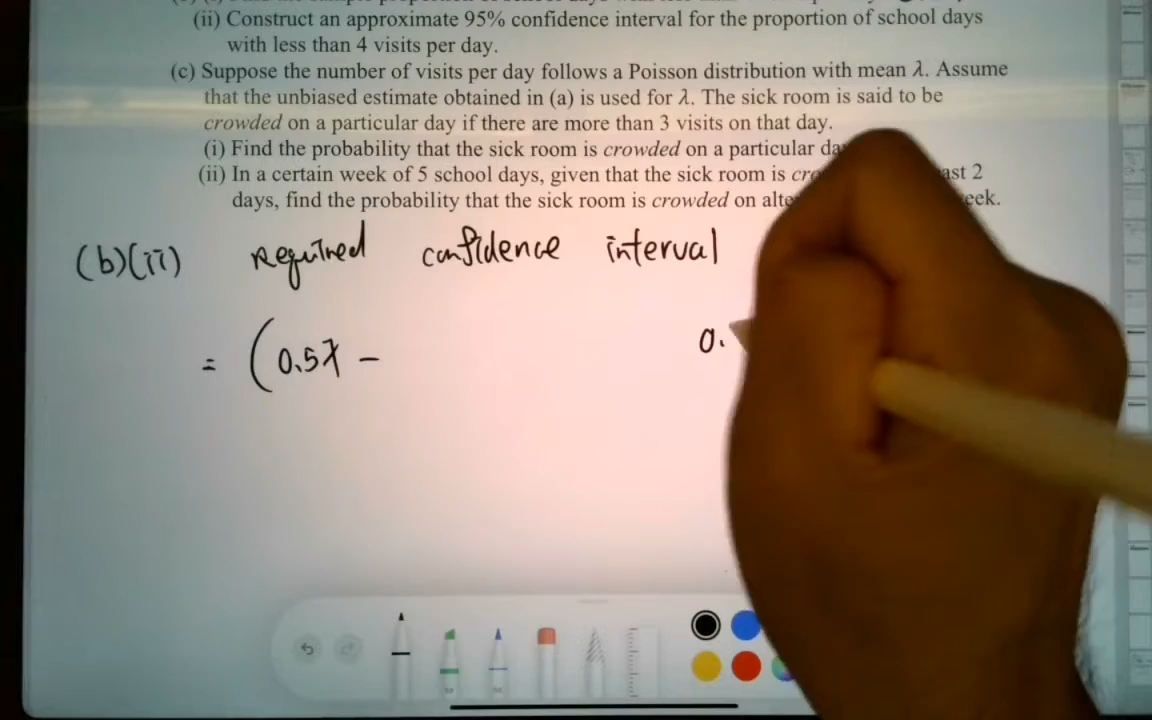 (ii) Construct an approximate 95% confidence interval for the proportion of school days
with less than 4 visits per day.
(c) Suppose the number of visits per day follows a Poisson distribution with mean λ. Assume
that the unbiased estimate obtained in (a) is used for λ. The sick room is said to be
crowded on a particular day if there are more than 3 visits on that day.
(i) Find the probability that the sick room is crowded on a particular
(ii) In a certain week of 5 school days, given that the sick room is 2
days, find the probability that the sick room is crowded on
(b)(ii) required confidence interval
= (0.57 − 0.